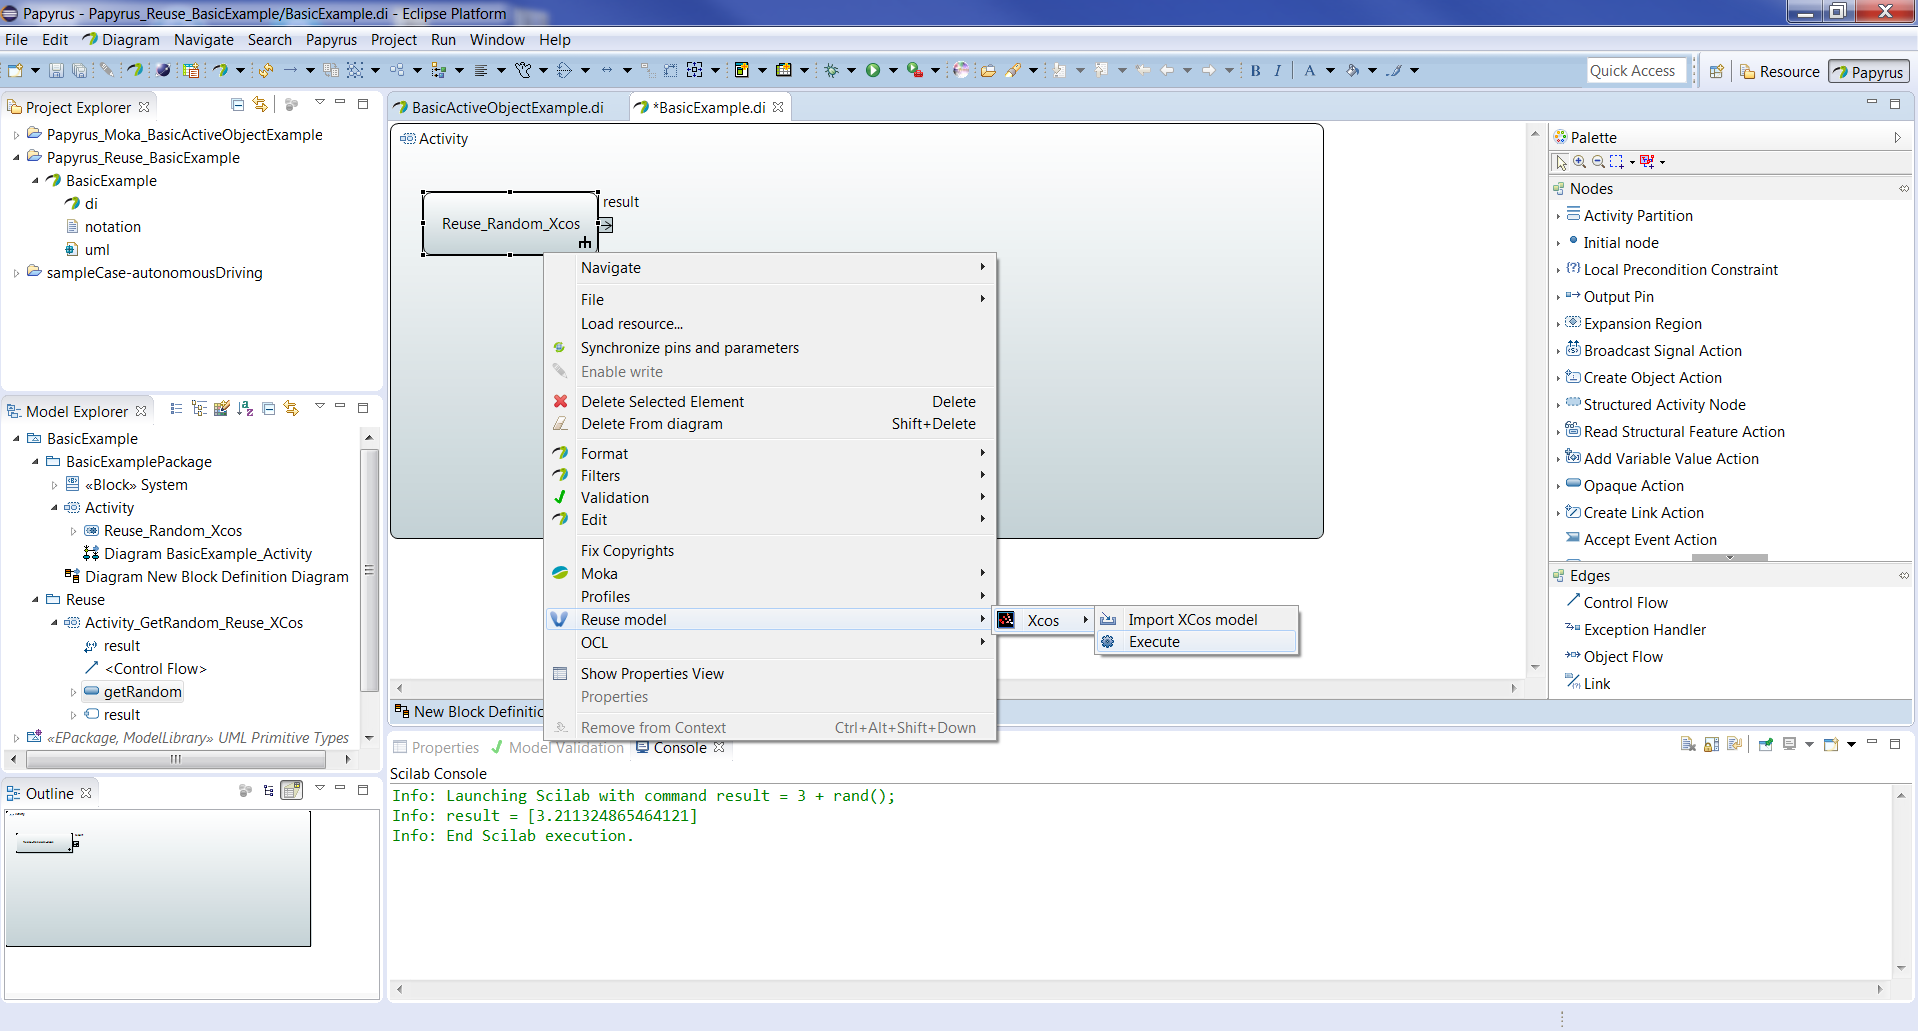 Papyrus - Papyrus_Reuse_BasicExample/BasicExample.di - Eclipse Platform
File Edit Diagram Navigate Search Papyrus Project Run Window Help
B I A Quick Access Resource Papyrus
Project Explorer
Papyrus_Moka_BasicActiveObjectExample
Papyrus_Reuse_BasicExample
BasicExample
di
notation
uml
sampleCase-autonomousDriving
Model Explorer
BasicExample
BasicExamplePackage
«Block» System
Activity
Reuse_Random_Xcos
Diagram BasicExample_Activity
Diagram New Block Definition Diagram
Reuse
Activity_GetRandom_Reuse_XCos
result
<Control Flow>
getRandom
result
«EPackage, ModelLibrary» UML Primitive Types
Outline
BasicActiveObjectExample.di
*BasicExample.di
Activity
Reuse_Random_Xcos
result
Navigate
File
Load resource...
Synchronize pins and parameters
Enable write
Delete Selected Element Delete
Delete From diagram Shift+Delete
Format
Filters
Validation
Edit
Fix Copyrights
Moka
Profiles
Reuse model
OCL
Show Properties View
Properties
Remove from Context Ctrl+Alt+Shift+Down
Xcos
Import XCos model
Execute
New Block Definitio
Palette
Nodes
Activity Partition
Initial node
Local Precondition Constraint
Output Pin
Expansion Region
Broadcast Signal Action
Create Object Action
Structured Activity Node
Read Structural Feature Action
Add Variable Value Action
Opaque Action
Create Link Action
Accept Event Action
Edges
Control Flow
Exception Handler
Object Flow
Link
Properties Model Validation Console
Scilab Console
Info: Launching Scilab with command result = 3 + rand();
Info: result = [3.211324865464121]
Info: End Scilab execution.